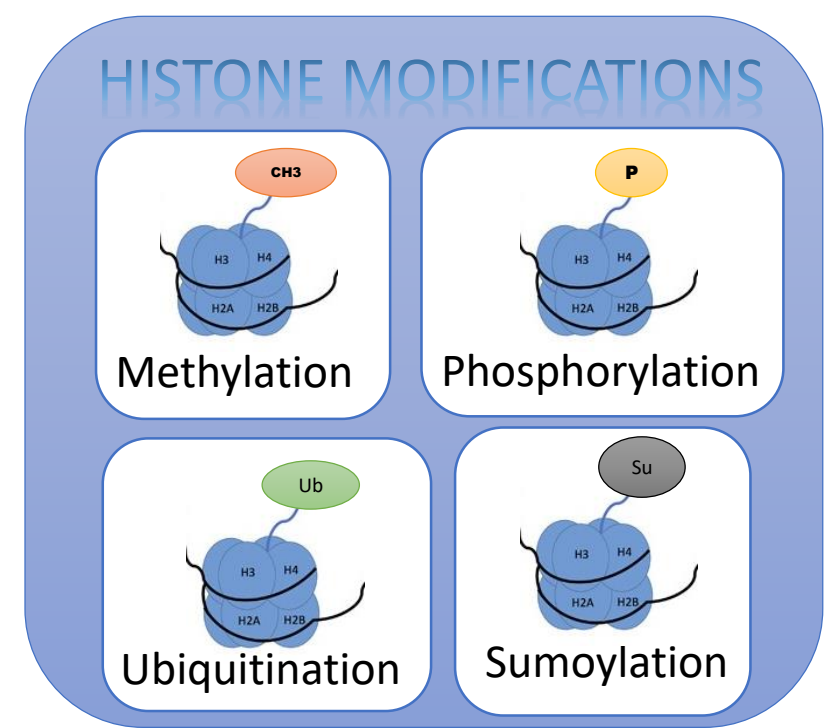 HISTONE MODIFICATIONS
CH3
H3 H4
H2A H2B
Methylation
P
H3 H4
H2A H2B
Phosphorylation
Ub
H3 H4
H2A H2B
Ubiquitination
Su
H3 H4
H2A H2B
Sumoylation